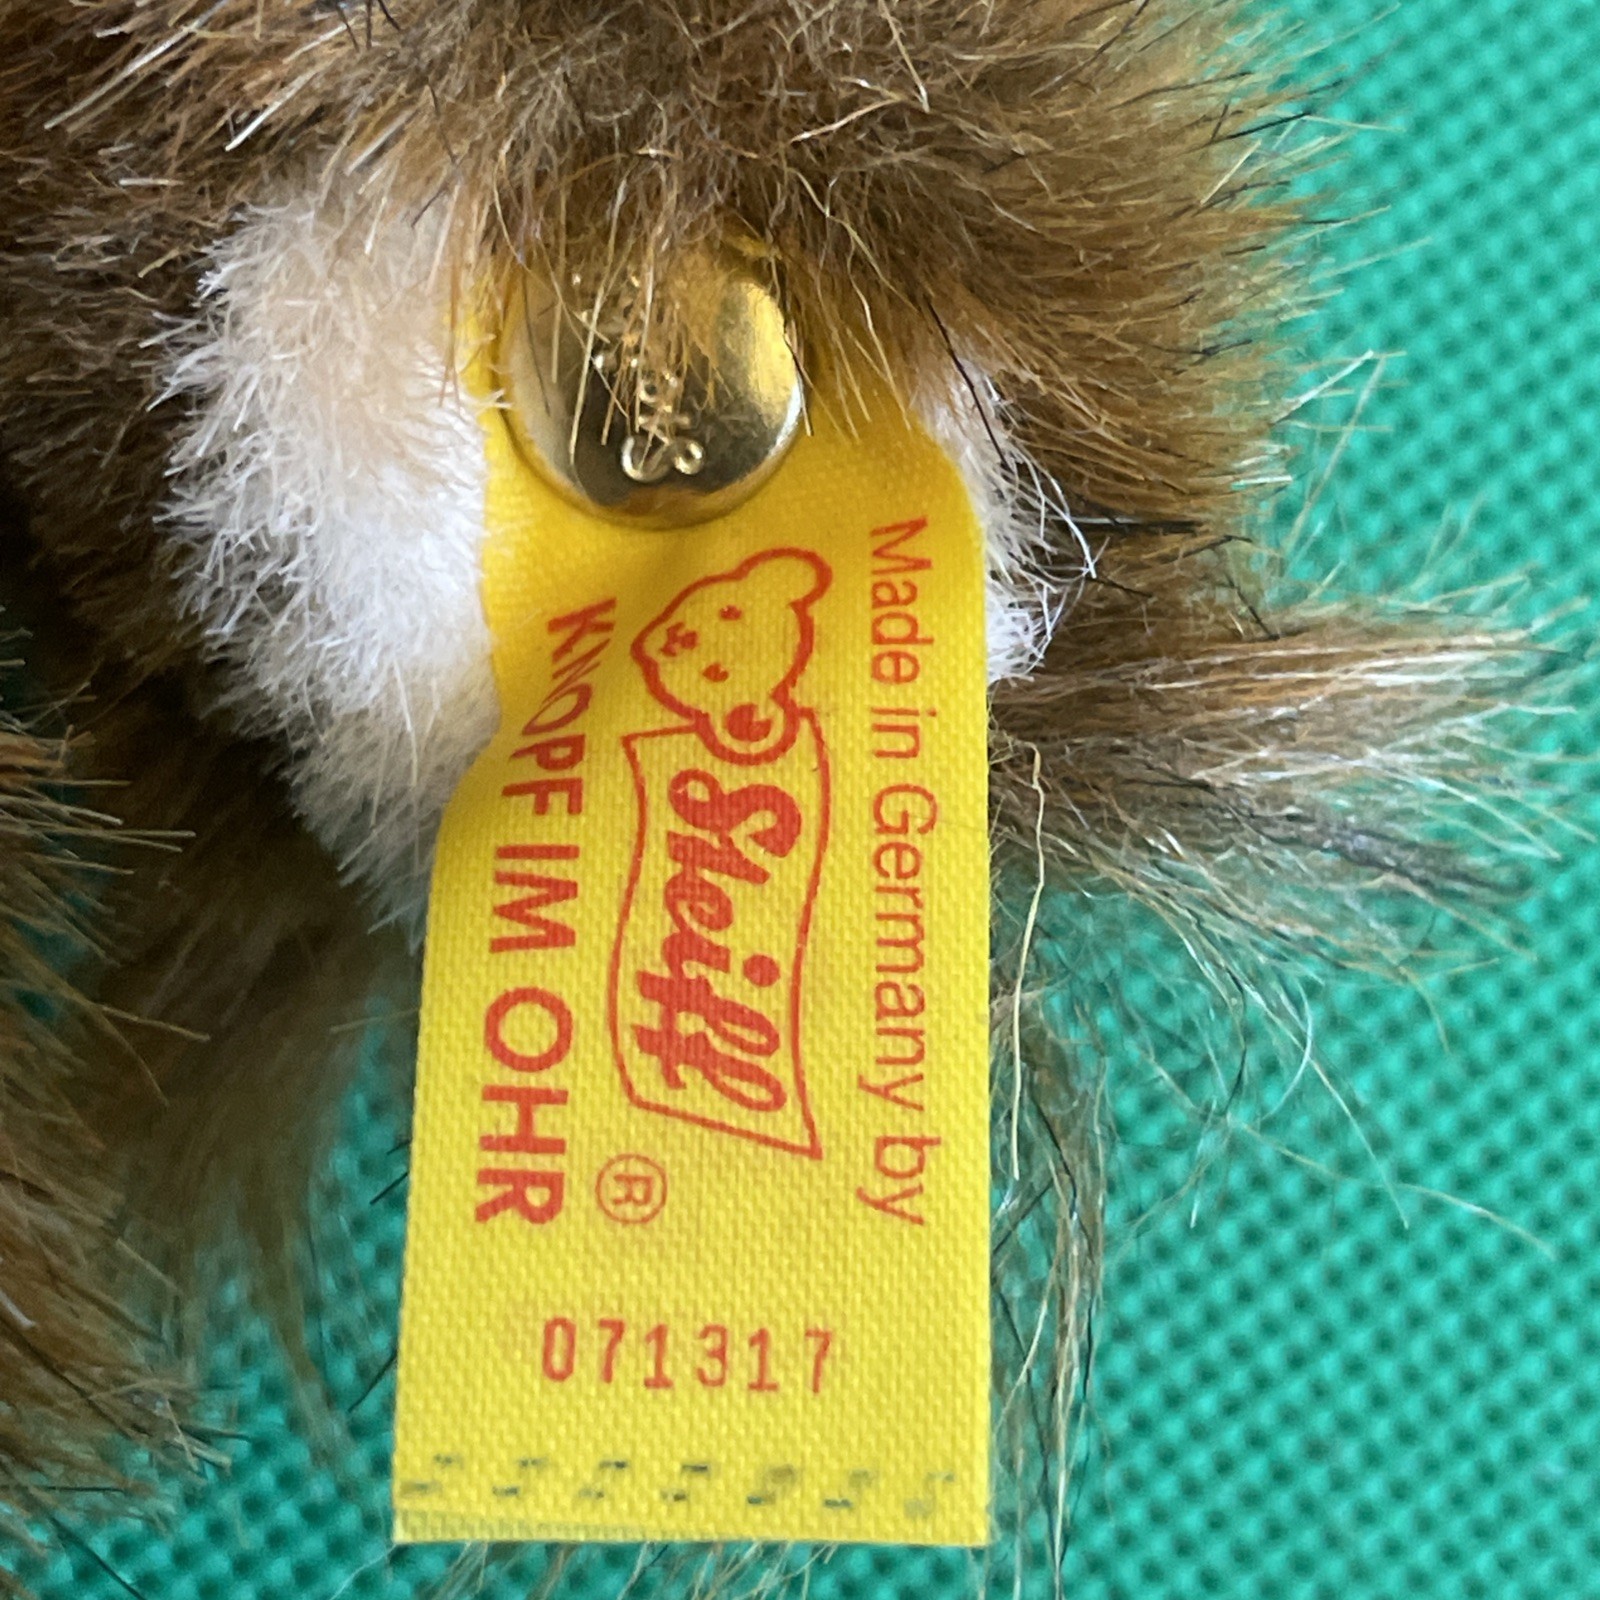 Made in Germany by
Steiff
®
KNOPF IM OHR
071317